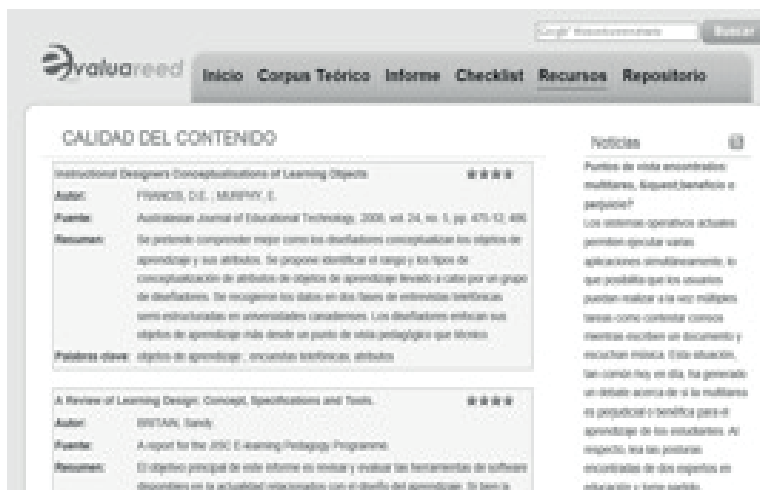 Buscar
evaluareed
Inicio Corpus Teórico Informe Checklist Recursos Repositorio
CALIDAD DEL CONTENIDO
Instructional Designers Conceptualisations of Learning Objects
Autor: FRANCIS, D.E. ; MURPHY, E.
Fuente: Australasian Journal of Educational Technology, 2008, vol. 24, no. 5, pp. 475-
Resumen: Se pretende comprender mejor como los diseñadores conceptualizan los objetos de
aprendizaje y sus atributos. Se propone identificar el rango y los tipos de
conceptualización de atributos de objetos de aprendizaje llevado a cabo por un grupo
de diseñadores. Se recogieron los datos en dos fases de entrevistas telefónicas
semi-estructuradas en universidades canadienses. Los diseñadores enfocan sus
objetos de aprendizaje más desde un punto de vista pedagógico que técnico.
Palabras clave: objetos de aprendizaje , encuestas telefónicas, atributos
A Review of Learning Design: Concept, Specifications and Tools.
Autor: BRITAIN, Sandy
Fuente: A report for the JISC E-learning Pedagogy Programme.
Resumen: El objetivo principal de este informe es revisar y evaluar las herramientas de software
disponibles en la actualidad relacionados con el diseño del aprendizaje. Si bien la
Noticias
Puntos de vista encontrados:
multitarea, beneficio o
perjuicio?
Los sistemas operativos actuales
permiten ejecutar varias
aplicaciones simultáneamente, lo
que posibilita que los usuarios
puedan realizar a la vez múltiples
tareas como contestar correos
mientras escriben un documento y
escuchan música. Esta situación,
tan común hoy en día, ha generado
un debate acerca de si la multitarea
es perjudicial o benéfica para el
aprendizaje de los estudiantes. Al
respecto, lea las posturas
encontradas de dos expertos en
educación y tome partido.